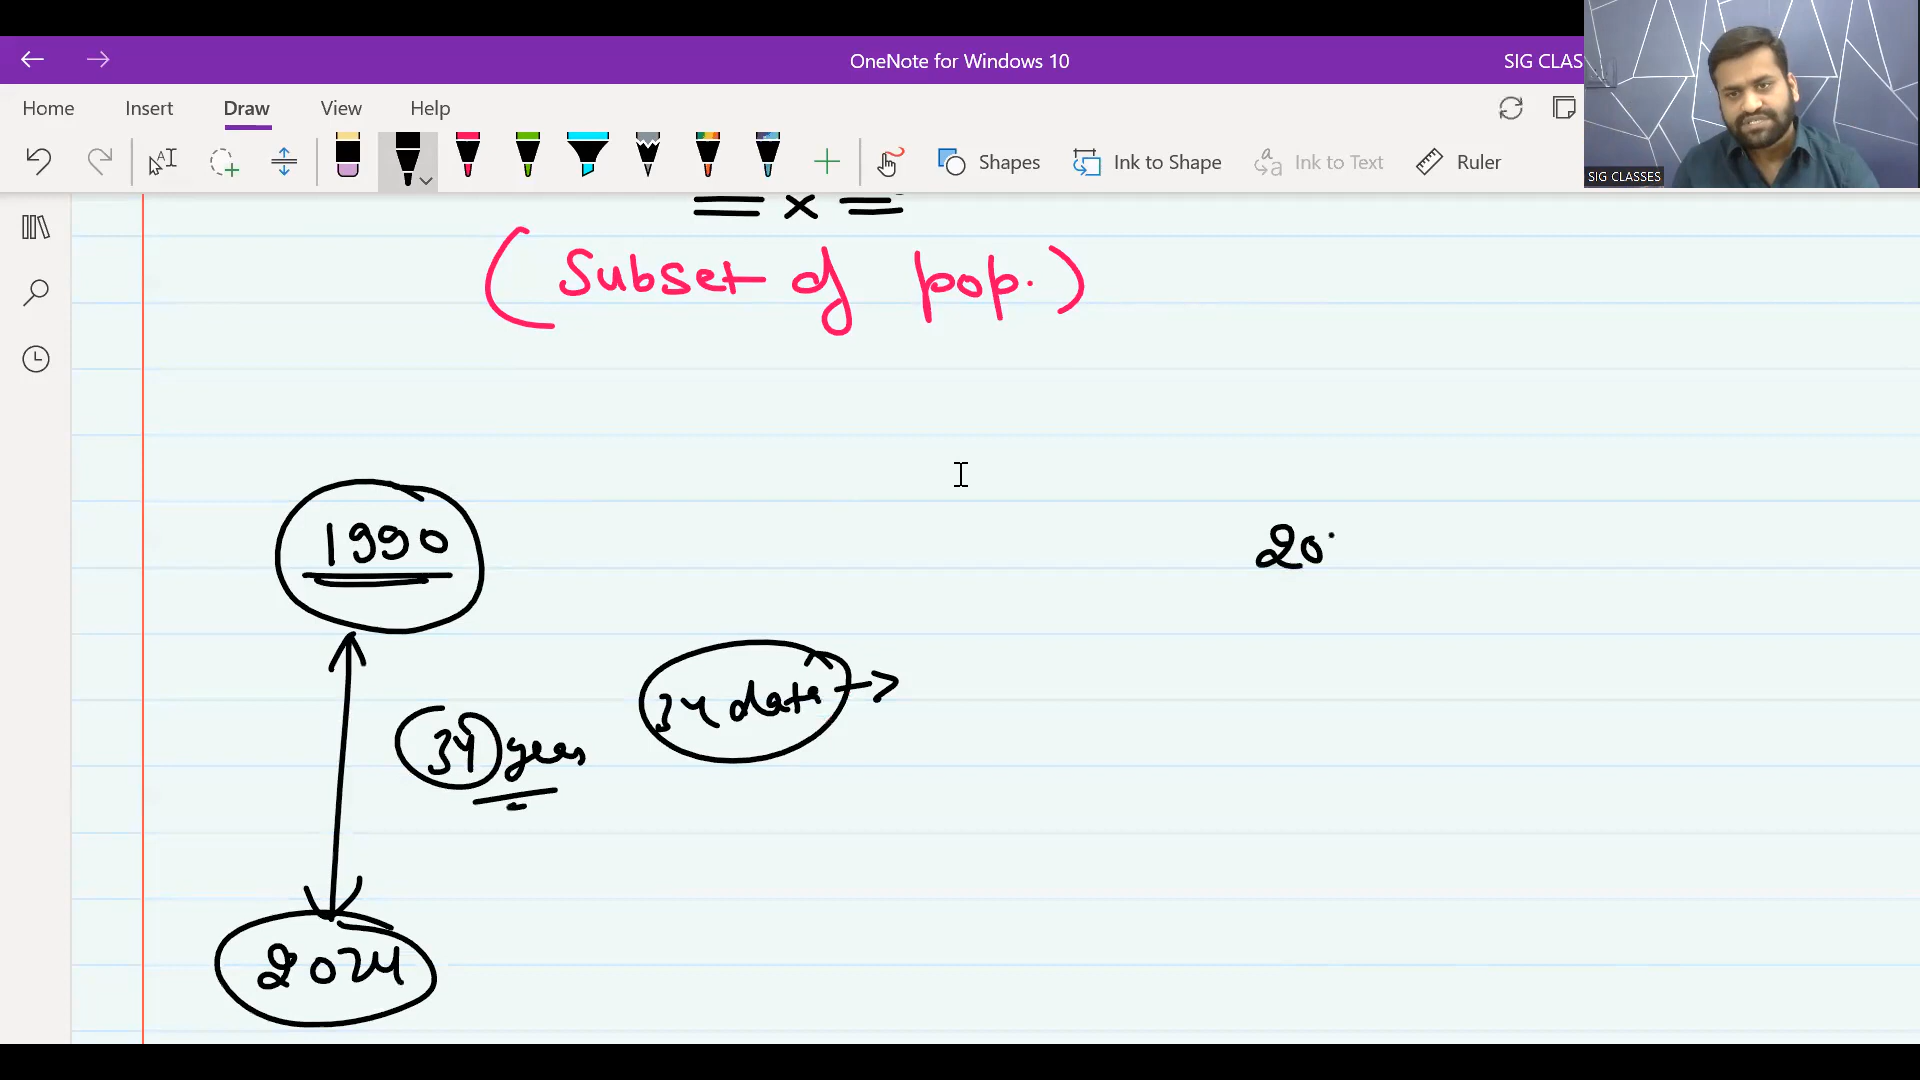 OneNote for Windows 10
SIG CLAS
Home Insert Draw View Help
Shapes Ink to Shape Ink to Text Ruler
SIG CLASSES
= x =
(Subset of pop.)
1990
20
34 data →
34 years
2024